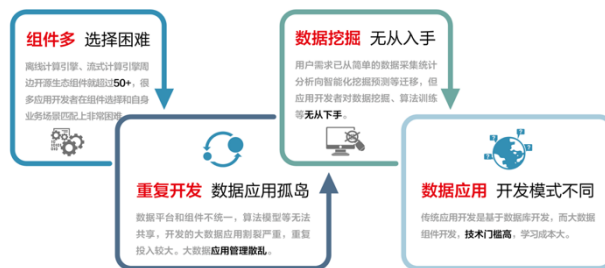 组件多 选择困难
离线计算引擎、流式计算引擎周
边开源生态组件就超过50+，很
多应用开发者在组件选择和自身
业务场景匹配上非常困难。
重复开发 数据应用孤岛
数据平台和组件不统一，算法模型等无法
共享，开发的大数据应用割裂严重，重复
投入较大。大数据应用管理散乱。
数据挖掘 无从入手
用户需求已从简单的数据采集统计
分析向智能化挖掘预测等迁移，但
应用开发者对数据挖掘、算法训练
等无从下手。
数据应用 开发模式不同
传统应用开发是基于数据库开发，而大数据
组件开发，技术门槛高，学习成本大。